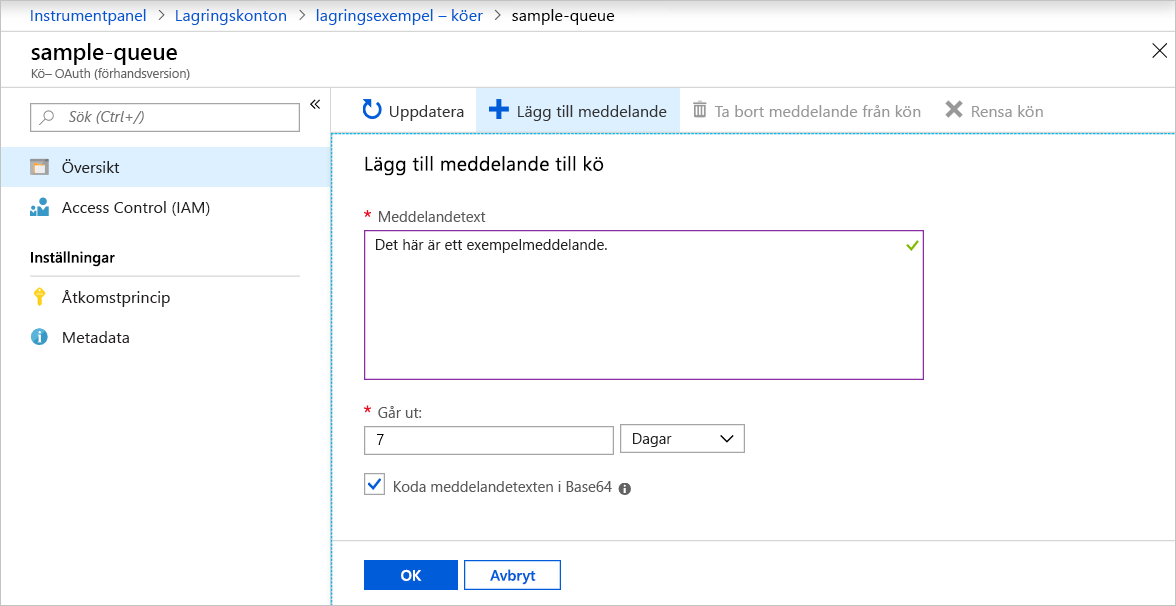 Instrumentpanel > Lagringskonton > lagringsexempel – köer > sample-queue
sample-queue
Kö– OAuth (förhandsversion)
Sök (Ctrl+/)
«
Översikt
Access Control (IAM)
Inställningar
Åtkomstprincip
Metadata
Uppdatera Lägg till meddelande Ta bort meddelande från kön Rensa kön
Lägg till meddelande till kö
* Meddelandetext
Det här är ett exempelmeddelande.
* Går ut:
7 Dagar
Koda meddelandetexten i Base64
OK Avbryt